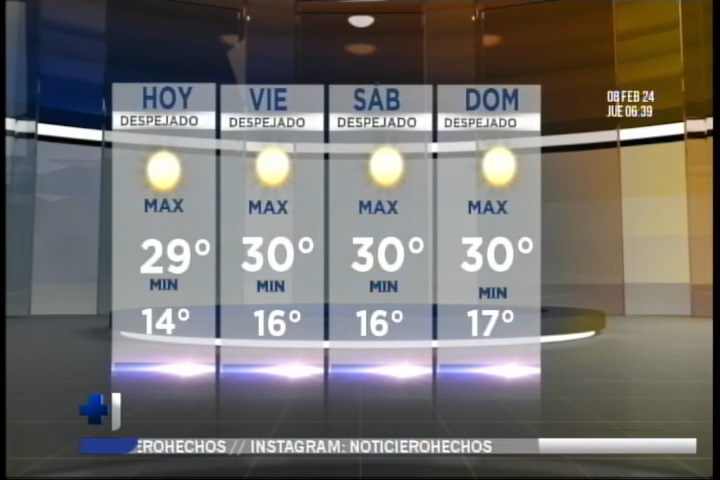 HOY
DESPEJADO
MAX
29°
MIN
14°
VIE
DESPEJADO
MAX
30°
MIN
16°
SÁB
DESPEJADO
MAX
30°
MIN
16°
DOM
DESPEJADO
MAX
30°
MIN
17°
08 FEB 24
JUE 06:39
EROHECHOS // INSTAGRAM: NOTICIEROHECHOS